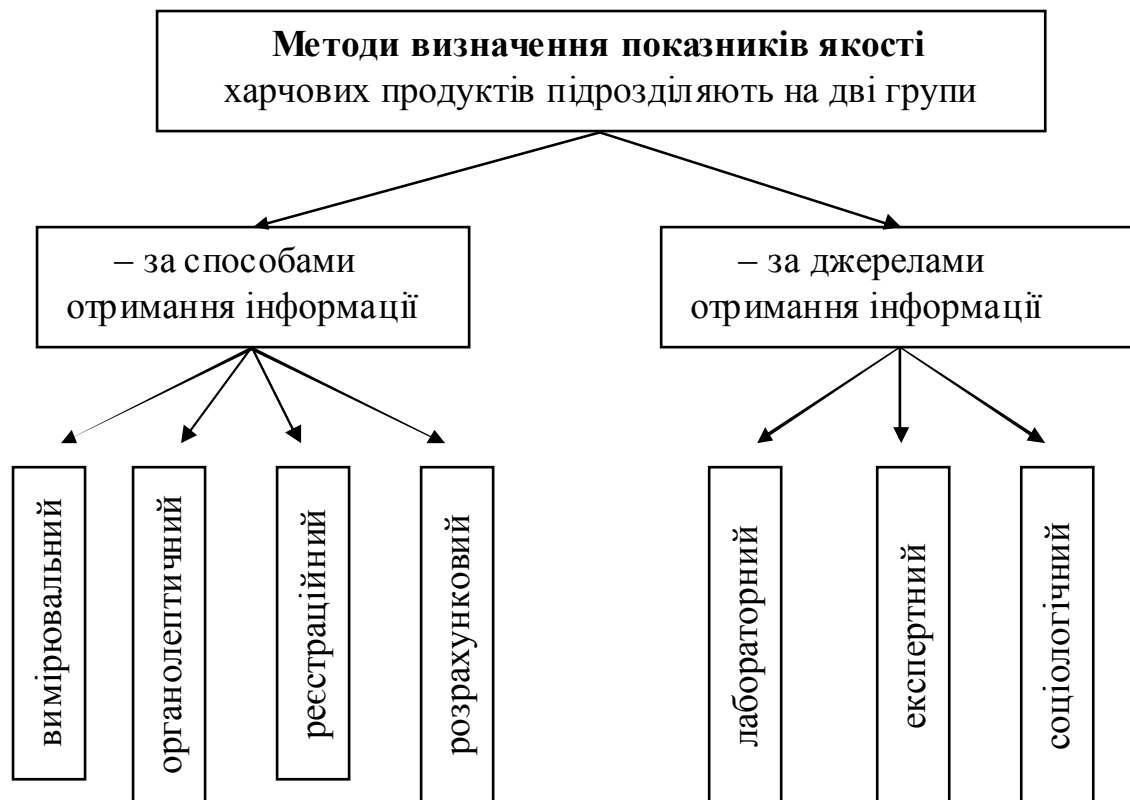 Методи визначення показників якості
харчових продуктів підрозділяють на дві групи
– за способами
отримання інформації
– за джерелами
отримання інформації
вимірювальний
органолептичний
реєстраційний
розрахунковий
лабораторний
експертний
соціологічний